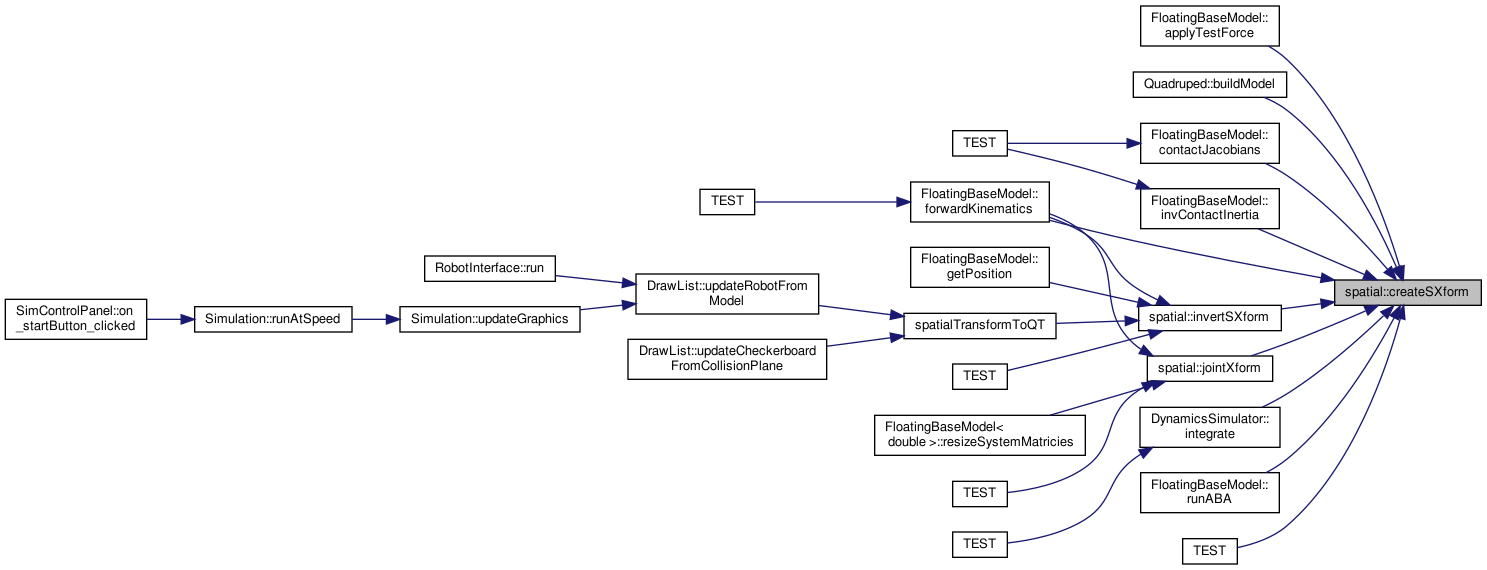 FloatingBaseModel::
applyTestForce
Quadruped::buildModel
TEST
FloatingBaseModel::
contactJacobians
TEST
FloatingBaseModel::
forwardKinematics
FloatingBaseModel::
invContactInertia
RobotInterface::run
FloatingBaseModel::
getPosition
DrawList::updateRobotFrom
Model
spatial::createSXform
SimControlPanel::on
_startButton_clicked
Simulation::runAtSpeed
Simulation::updateGraphics
spatialTransformToQT
spatial::invertSXform
DrawList::updateCheckerboard
FromCollisionPlane
TEST
spatial::jointXform
FloatingBaseModel<
double >::resizeSystemMatricies
DynamicsSimulator::
integrate
TEST
FloatingBaseModel::
runABA
TEST
TEST